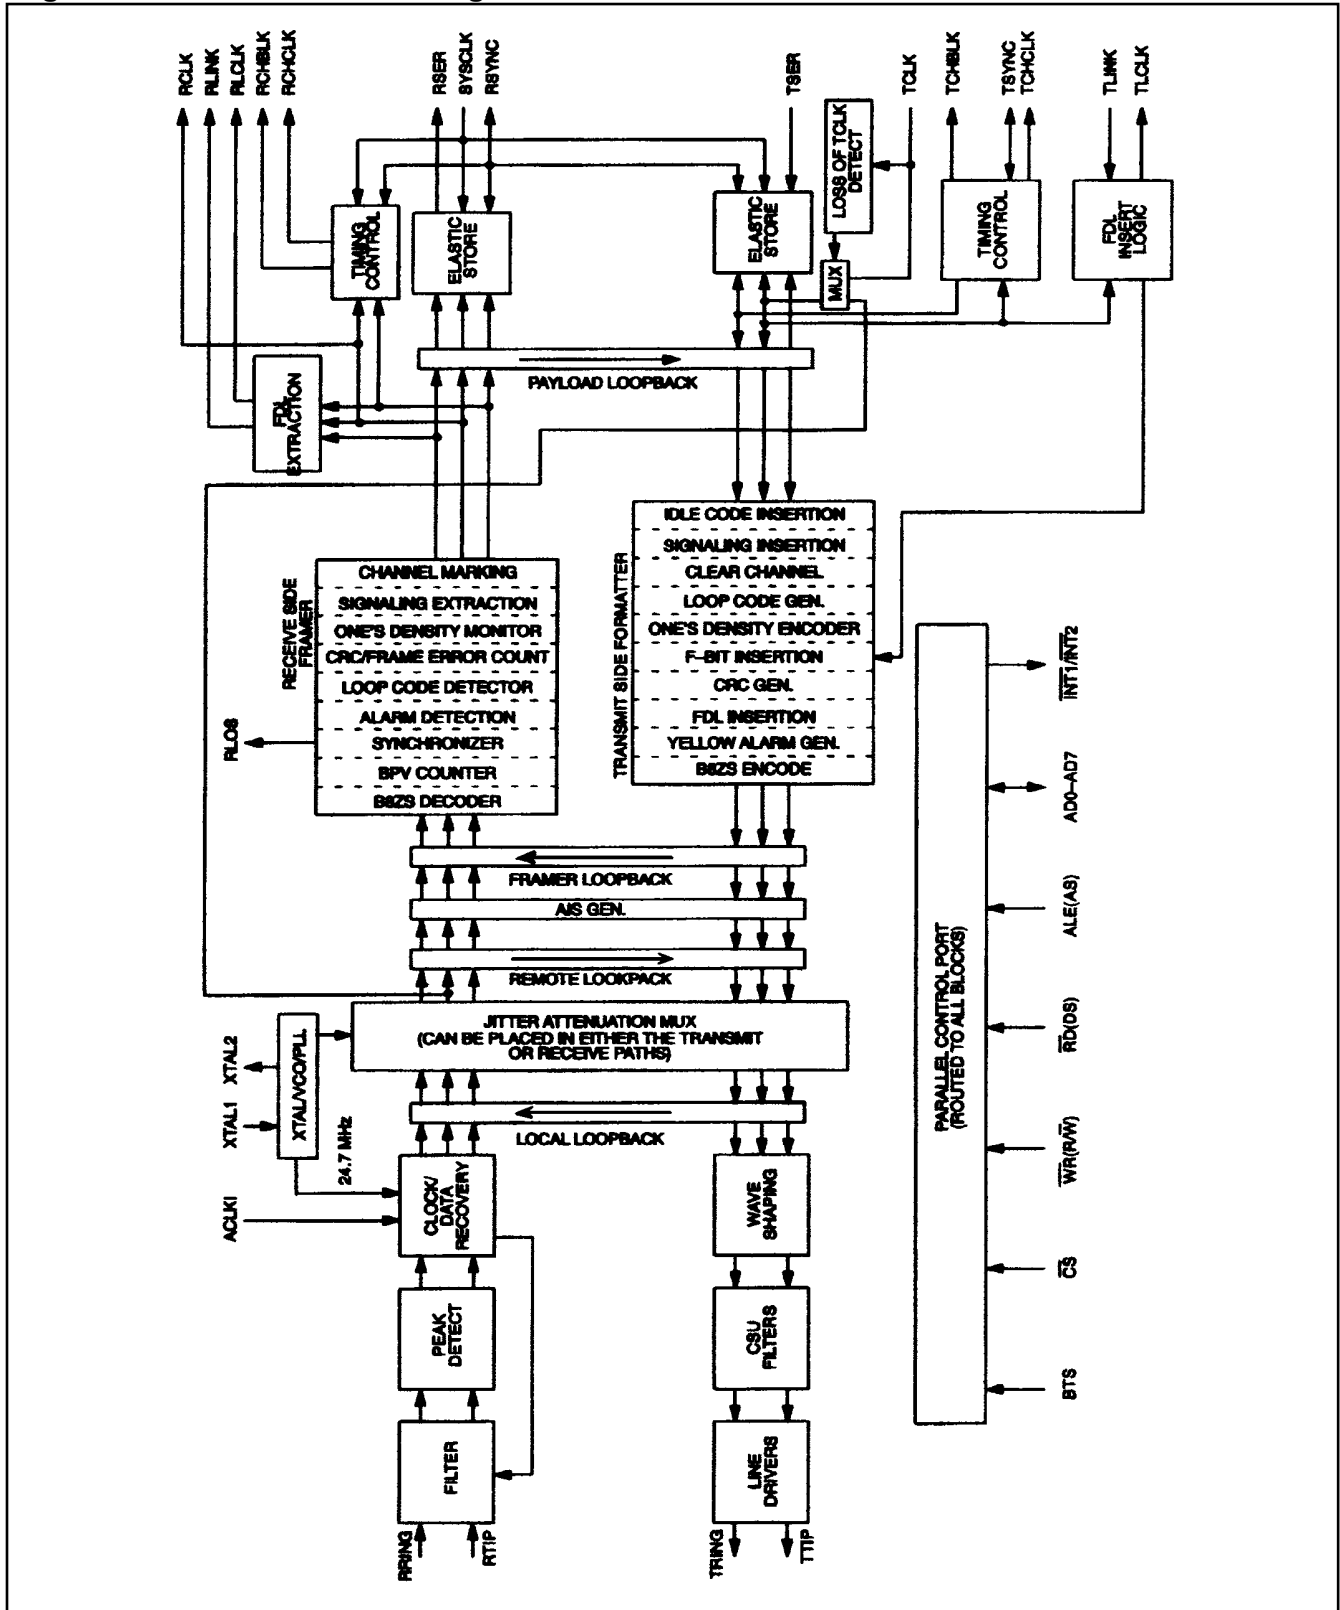 RCLK
RLINK
RLCLK
RCHBLK
RCHCLK
RSER
SYSCLK
RSYNC
TSER
TCLK
TCHBLK
TSYNC
TCHCLK
TLINK
TLCLK
LOSS OF TCLK
DETECT
TIMING
CONTROL
ELASTIC
STORE
ELASTIC
STORE
MUX
TIMING
CONTROL
FDL
INSERT
LOGIC
FDL
EXTRACTION
PAYLOAD LOOPBACK
RECEIVE SIDE
FRAMER
CHANNEL MARKING
SIGNALING EXTRACTION
ONE'S DENSITY MONITOR
CRC/FRAME ERROR COUNT
LOOP CODE DETECTOR
ALARM DETECTION
SYNCHRONIZER
BPV COUNTER
B8ZS DECODER
RLOS
TRANSMIT SIDE FORMATTER
IDLE CODE INSERTION
SIGNALING INSERTION
CLEAR CHANNEL
LOOP CODE GEN.
ONE'S DENSITY ENCODER
F–BIT INSERTION
CRC GEN.
FDL INSERTION
YELLOW ALARM GEN.
B8ZS ENCODE
FRAMER LOOPBACK
AIS GEN.
REMOTE LOOKPACK
JITTER ATTENUATION MUX
(CAN BE PLACED IN EITHER THE TRANSMIT
OR RECEIVE PATHS)
XTAL2
XTAL1
XTAL/VCO/PLL
24.7 MHz
ACLKI
LOCAL LOOPBACK
CLOCK/
DATA
RECOVERY
WAVE
SHAPING
PEAK
DETECT
CSU
FILTERS
FILTER
LINE
DRIVERS
RRING
RTIP
TRING
TTIP
PARALLEL CONTROL PORT
(ROUTED TO ALL BLOCKS)
INT1/INT2
AD0–AD7
ALE(AS)
RD(DS)
WR(R/W)
CS
BTS